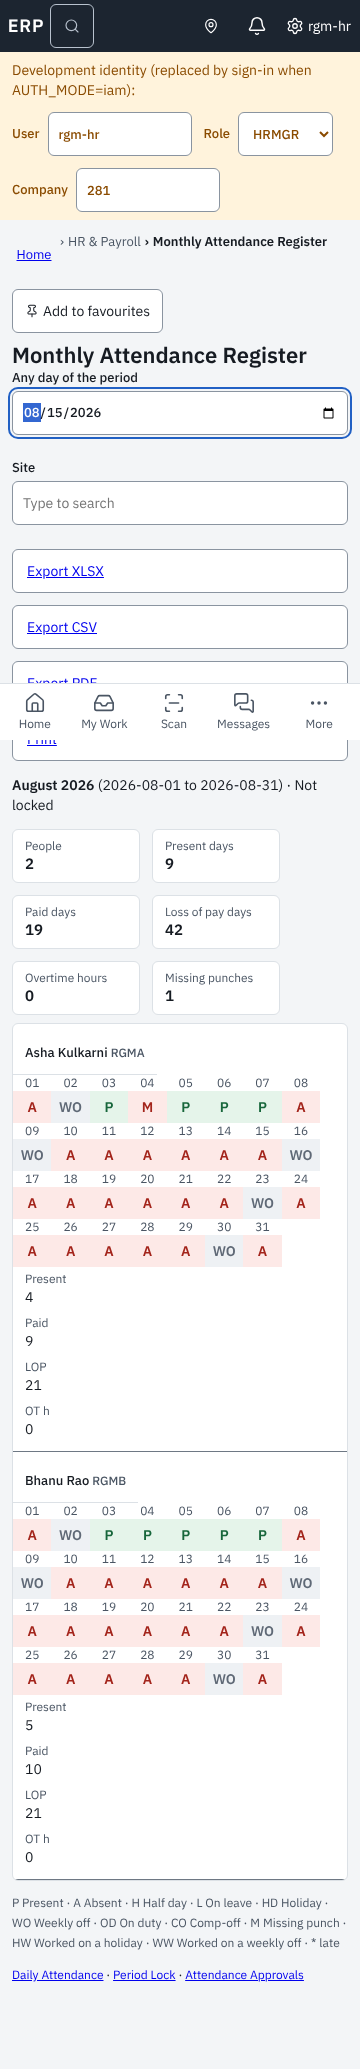 ERP
rgm-hr
Development identity (replaced by sign-in when
AUTH_MODE=iam):
User rgm-hr Role HRMGR
Company 281
Home › HR & Payroll › Monthly Attendance Register
Add to favourites
Monthly Attendance Register
Any day of the period
08/15/2026
Site
Type to search
Export XLSX
Export CSV
Home My Work Scan Messages More
August 2026 (2026-08-01 to 2026-08-31) · Not
locked
People Present days
2 9
Paid days Loss of pay days
19 42
Overtime hours Missing punches
0 1
Asha Kulkarni RGMA
01 02 03 04 05 06 07 08
A WO P M P P P A
09 10 11 12 13 14 15 16
WO A A A A A A WO
17 18 19 20 21 22 23 24
A A A A A A WO A
25 26 27 28 29 30 31
A A A A A WO A
Present
4
Paid
9
LOP
21
OT h
0
Bhanu Rao RGMB
01 02 03 04 05 06 07 08
A WO P P P P P A
09 10 11 12 13 14 15 16
WO A A A A A A WO
17 18 19 20 21 22 23 24
A A A A A A WO A
25 26 27 28 29 30 31
A A A A A WO A
Present
5
Paid
10
LOP
21
OT h
0
P Present · A Absent · H Half day · L On leave · HD Holiday ·
WO Weekly off · OD On duty · CO Comp-off · M Missing punch ·
HW Worked on a holiday · WW Worked on a weekly off · * late
Daily Attendance · Period Lock · Attendance Approvals